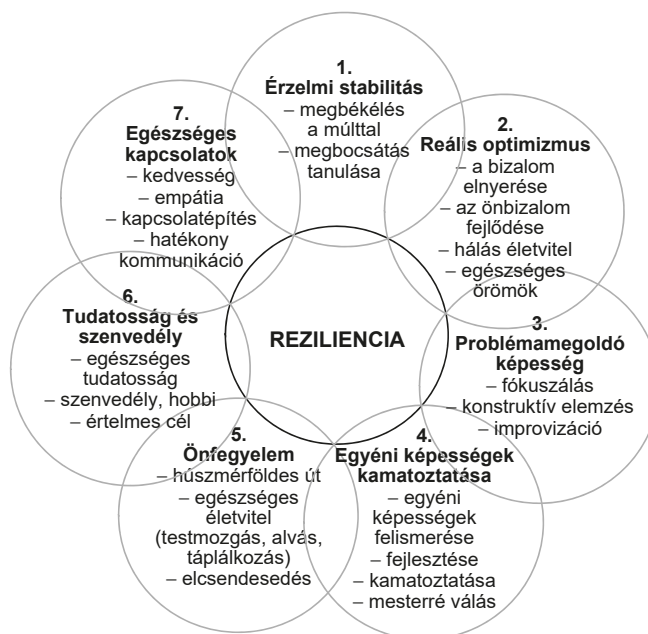 1.
Érzelmi stabilitás
– megbékélés
a múlttal
– megbocsátás
tanulása
2.
Reális optimizmus
– a bizalom
elnyerése
– az önbizalom
fejlődése
– hálás életvitel
– egészséges
örömök
3.
Problémamegoldó
képesség
– fókuszálás
– konstruktív elemzés
– improvizáció
4.
Egyéni képességek
kamatoztatása
– egyéni
képességek
felismerése
– fejlesztése
– kamatoztatása
– mesterré válás
5.
Önfegyelem
– húszmérföldes út
– egészséges
életvitel
(testmozgás, alvás,
táplálkozás)
– elcsendesedés
6.
Tudatosság és
szenvedély
– egészséges
tudatosság
– szenvedély, hobbi
– értelmes cél
7.
Egészséges
kapcsolatok
– kedvesség
– empátia
– kapcsolatépítés
– hatékony
kommunikáció
REZILIENCIA